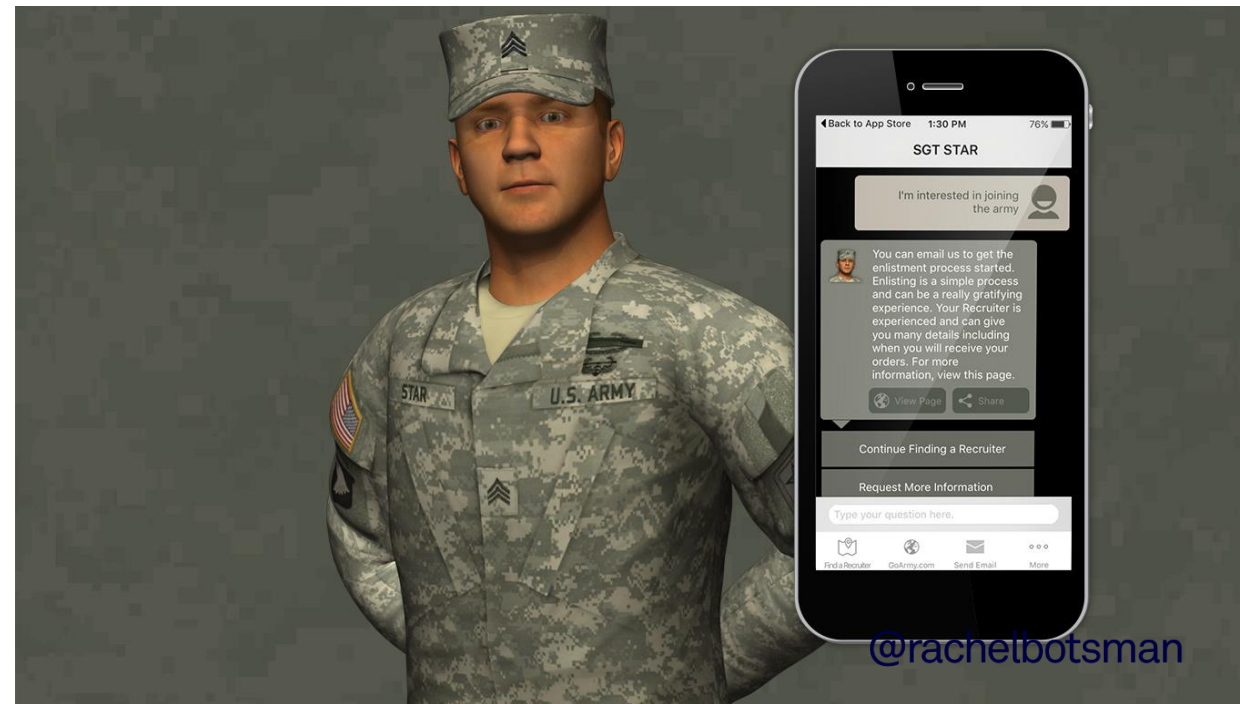 STAR
U.S. ARMY
Back to App Store 1:30 PM 76%
SGT STAR
I'm interested in joining
the army
You can email us to get the
enlistment process started.
Enlisting is a simple process
and can be a really gratifying
experience. Your Recruiter is
experienced and can give
you many details including
when you will receive your
orders. For more
information, view this page.
View Page Share
Continue Finding a Recruiter
Request More Information
Type your question here.
Find a Recruiter GoArmy.com Send Email More
@rachelbotsman